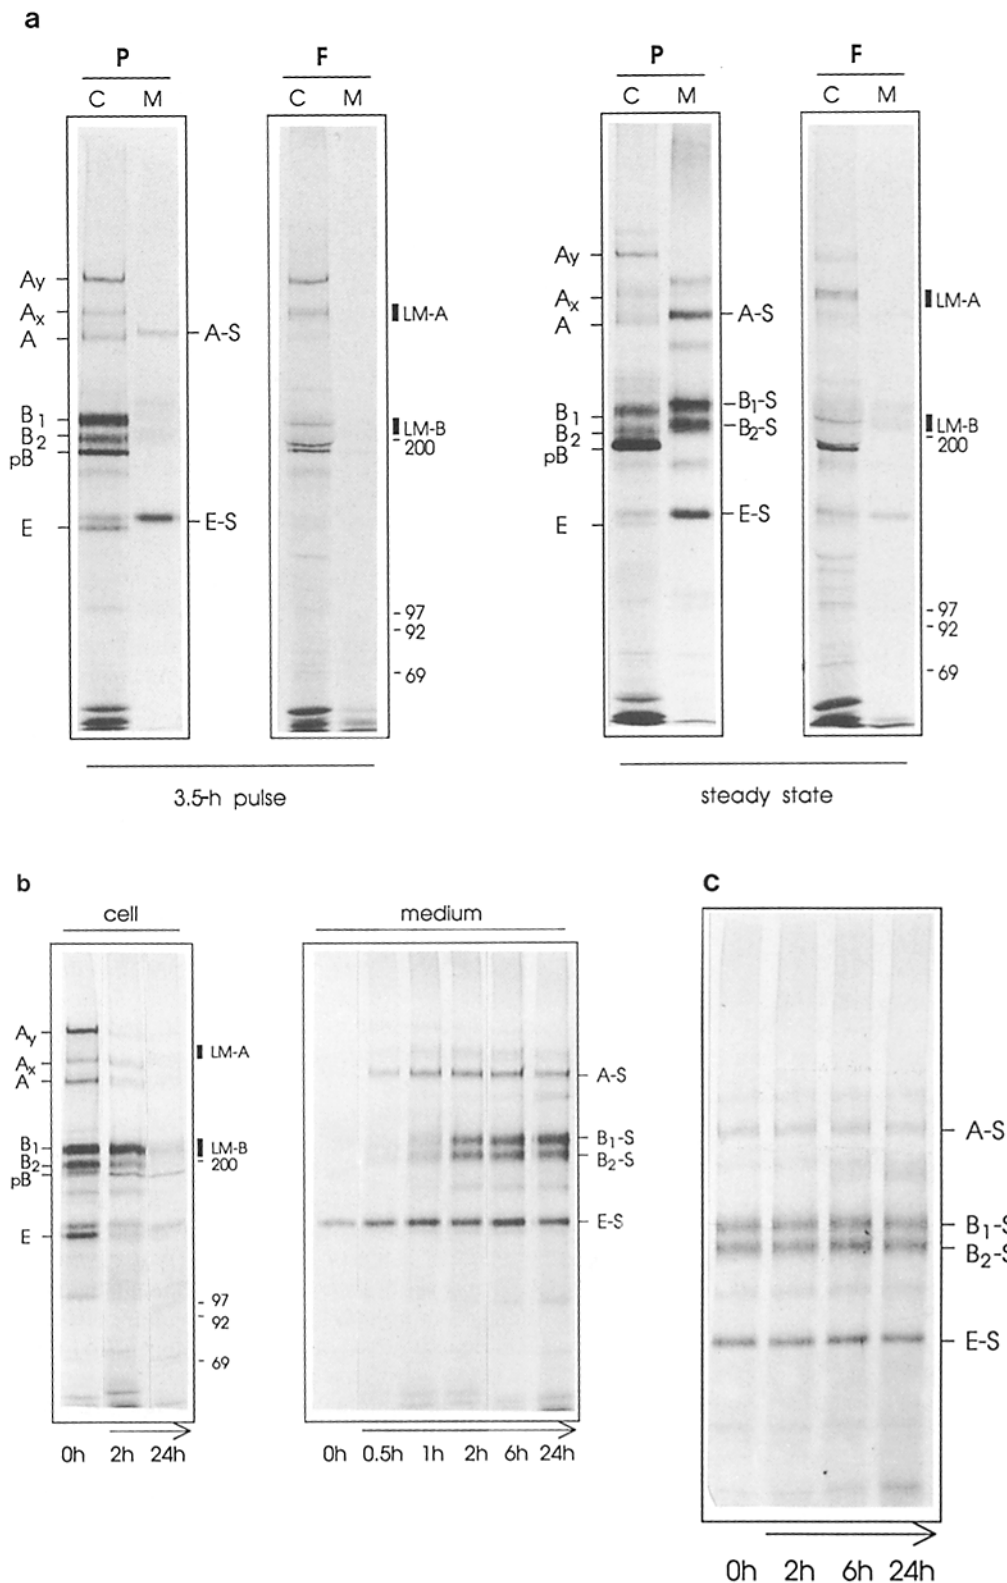 a
P F P F
C M C M C M C M
Ay
Ax
A
B1
B2
pB
E
A-S
E-S
LM-A
LM-B
200
97
92
69
3.5-h pulse
Ay
Ax
A
B1
B2
pB
E
A-S
B1-S
B2-S
E-S
LM-A
LM-B
200
97
92
69
steady state
b
cell medium
Ay
Ax
A
B1
B2
pB
E
LM-A
LM-B
200
97
92
69
0h 2h 24h
A-S
B1-S
B2-S
E-S
0h 0.5h 1h 2h 6h 24h
c
A-S
B1-S
B2-S
E-S
0h 2h 6h 24h